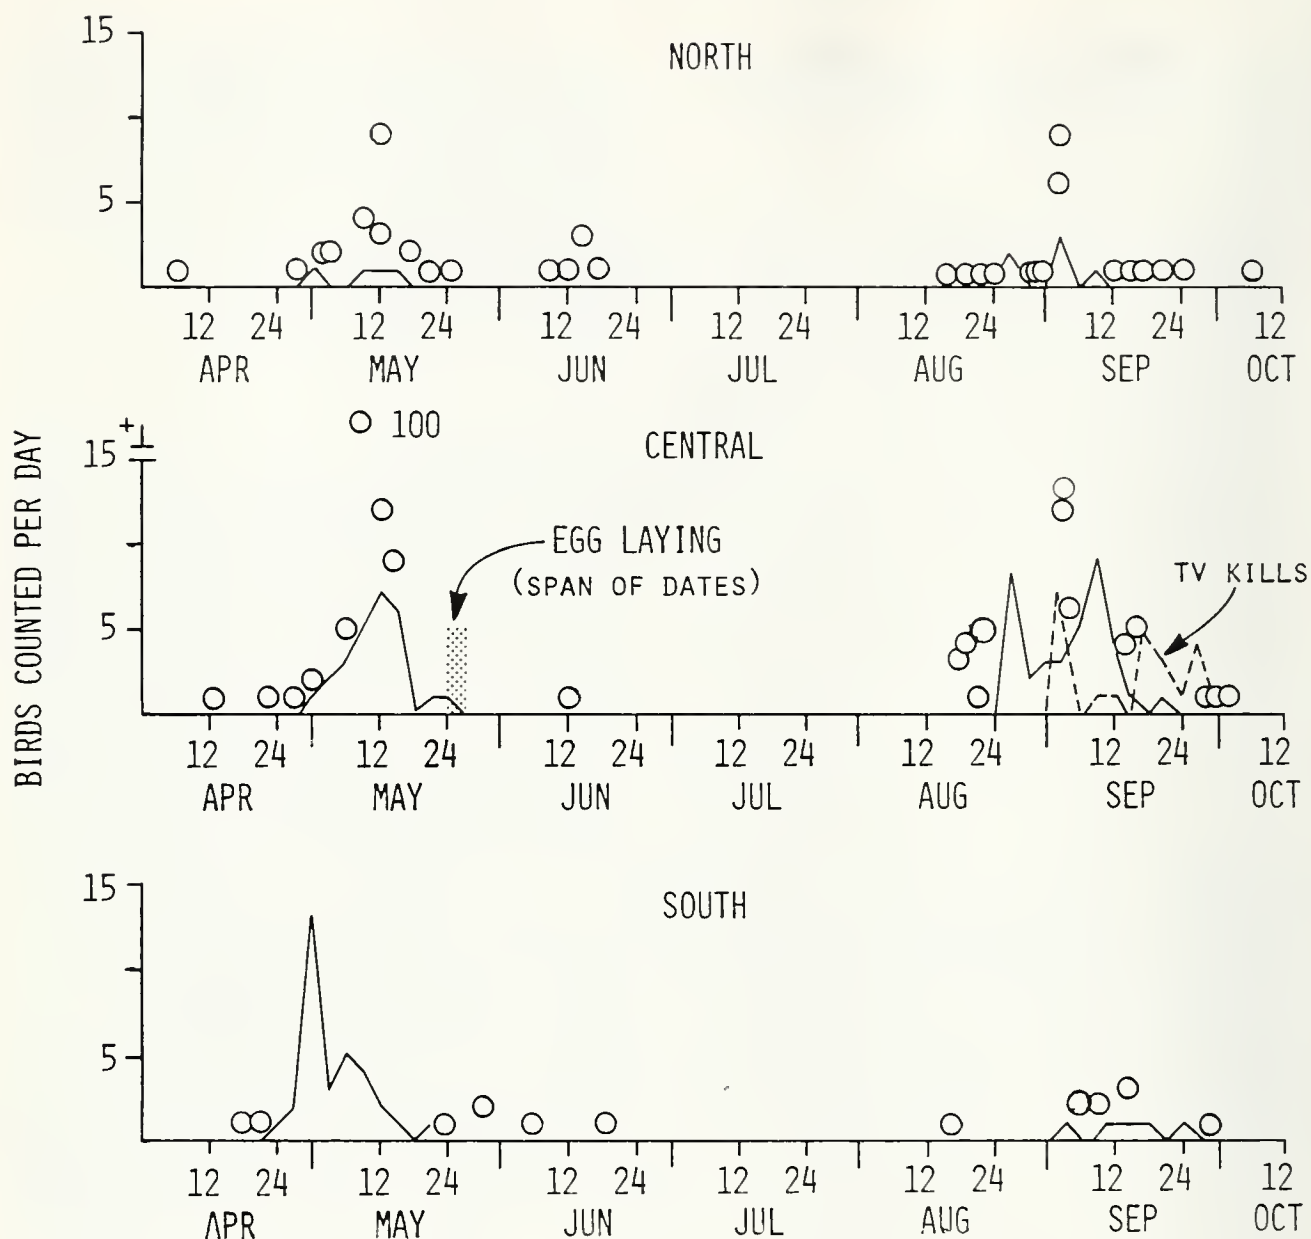 15
NORTH
5
12 24 12 24 12 24 12 24 12 24 12 24 12
APR MAY JUN JUL AUG SEP OCT
BIRDS COUNTED PER DAY
100
15 +
CENTRAL
EGG LAYING
(SPAN OF DATES)
TV KILLS
5
12 24 12 24 12 24 12 24 12 24 12 24 12
APR MAY JUN JUL AUG SEP OCT
15
SOUTH
5
12 24 12 24 12 24 12 24 12 24 12 24 12
APR MAY JUN JUL AUG SEP OCT